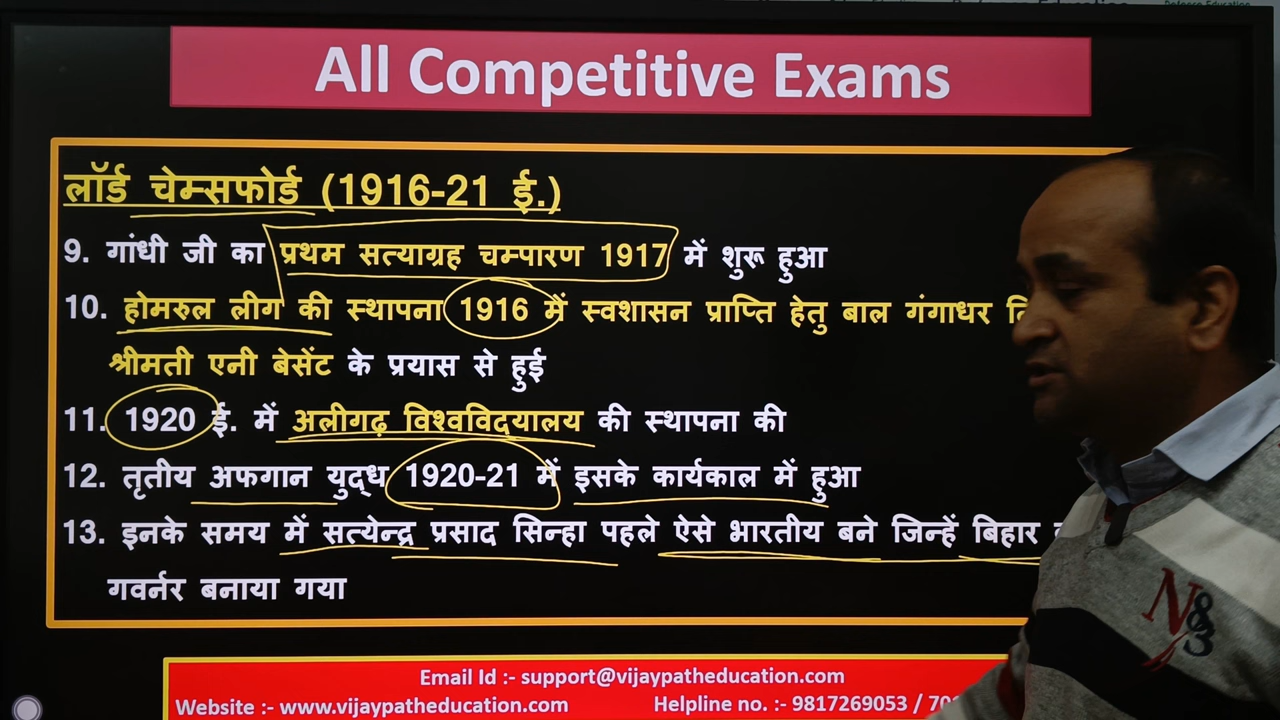 All Competitive Exams
लॉर्ड चेम्सफोर्ड (1916-21 ई.)
9. गांधी जी का प्रथम सत्याग्रह चम्पारण 1917 में शुरू हुआ
10. होमरुल लीग की स्थापना 1916 में स्वशासन प्राप्ति हेतु बाल गंगाधर
श्रीमती एनी बेसेंट के प्रयास से हुई
11. 1920 ई. में अलीगढ़ विश्वविद्यालय की स्थापना की
12. तृतीय अफगान युद्ध 1920-21 में इसके कार्यकाल में हुआ
13. इनके समय में सत्येन्द्र प्रसाद सिन्हा पहले ऐसे भारतीय बने जिन्हें बिहार
गवर्नर बनाया गया
Email Id :- support@vijaypatheducation.com
Website :- www.vijaypatheducation.com Helpline no. :- 9817269053 /
N&3